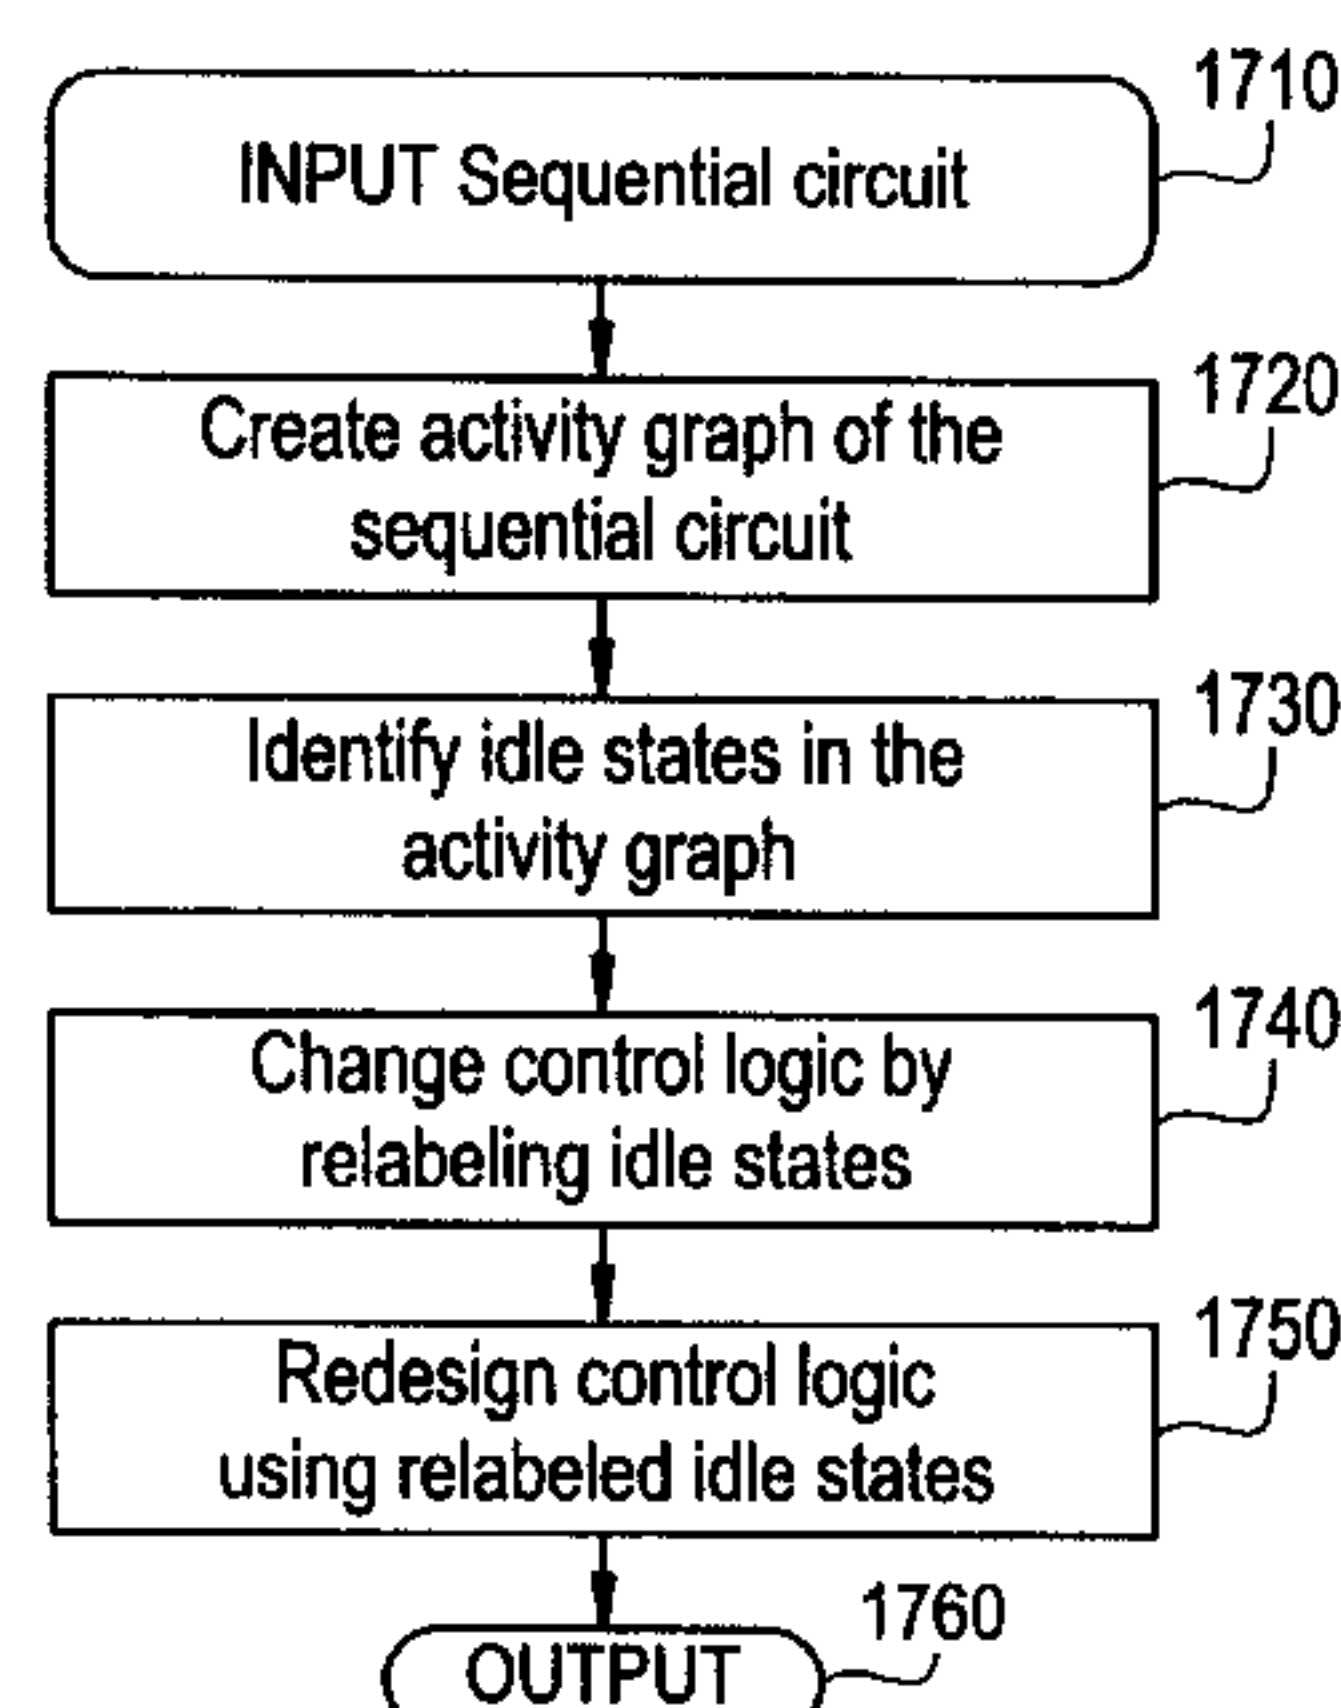 1710
INPUT Sequential circuit
1720
Create activity graph of the
sequential circuit
1730
Identify idle states in the
activity graph
1740
Change control logic by
relabeling idle states
1750
Redesign control logic
using relabeled idle states
1760
OUTPUT